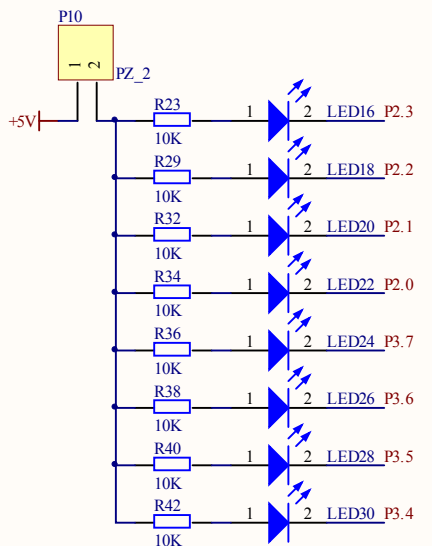 P10
1 2
PZ_2
+5V
R23 1 2 LED16 P2.3
10K
R29 1 2 LED18 P2.2
10K
R32 1 2 LED20 P2.1
10K
R34 1 2 LED22 P2.0
10K
R36 1 2 LED24 P3.7
10K
R38 1 2 LED26 P3.6
10K
R40 1 2 LED28 P3.5
10K
R42 1 2 LED30 P3.4
10K